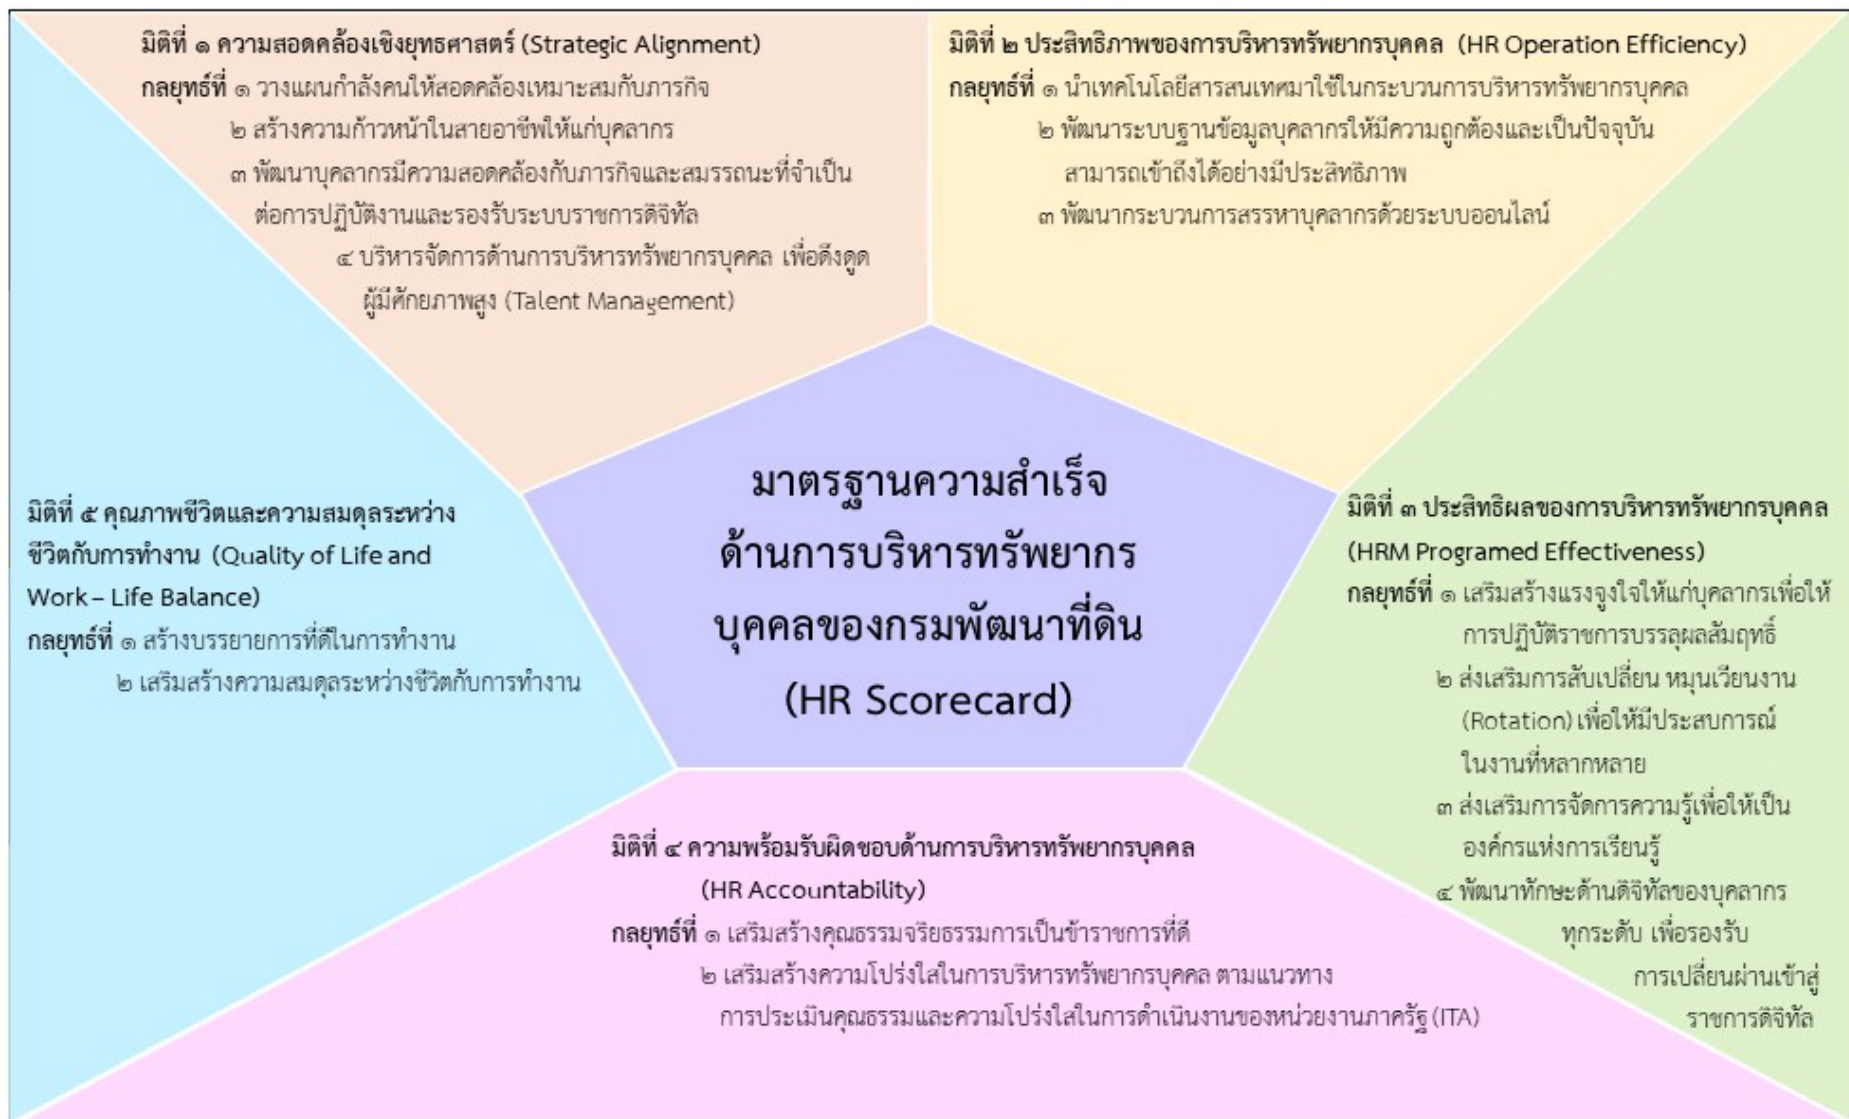 มิติที่ ๑ ความสอดคล้องเชิงยุทธศาสตร์ (Strategic Alignment)
กลยุทธ์ที่ ๑ วางแผนกำลังคนให้สอดคล้องเหมาะสมกับภารกิจ
๒ สร้างความก้าวหน้าในสายอาชีพให้แก่บุคลากร
๓ พัฒนาบุคลากรมีความสอดคล้องกับภารกิจและสมรรถนะที่จำเป็น
ต่อการปฏิบัติงานและรองรับระบบราชการดิจิทัล
๔ บริหารจัดการด้านการบริหารทรัพยากรบุคคล เพื่อดึงดูด
ผู้มีศักยภาพสูง (Talent Management)
มิติที่ ๒ ประสิทธิภาพของการบริหารทรัพยากรบุคคล (HR Operation Efficiency)
กลยุทธ์ที่ ๑ นำเทคโนโลยีสารสนเทศมาใช้ในกระบวนการบริหารทรัพยากรบุคคล
๒ พัฒนาระบบฐานข้อมูลบุคลากรให้มีความถูกต้องและเป็นปัจจุบัน
สามารถเข้าถึงได้อย่างมีประสิทธิภาพ
๓ พัฒนากระบวนการสรรหาบุคลากรด้วยระบบออนไลน์
มาตรฐานความสำเร็จ
ด้านการบริหารทรัพยากร
บุคคลของกรมพัฒนาที่ดิน
(HR Scorecard)
มิติที่ ๓ ประสิทธิผลของการบริหารทรัพยากรบุคคล
(HRM Programed Effectiveness)
กลยุทธ์ที่ ๑ เสริมสร้างแรงจูงใจให้แก่บุคลากรเพื่อให้
การปฏิบัติราชการบรรลุผลสัมฤทธิ์
๒ ส่งเสริมการสับเปลี่ยน หมุนเวียนงาน
(Rotation) เพื่อให้มีประสบการณ์
ในงานที่หลากหลาย
๓ ส่งเสริมการจัดการความรู้เพื่อให้เป็น
องค์กรแห่งการเรียนรู้
๔ พัฒนาทักษะด้านดิจิทัลของบุคลากร
ทุกระดับ เพื่อรองรับ
การเปลี่ยนผ่านเข้าสู่
ราชการดิจิทัล
มิติที่ ๔ ความพร้อมรับผิดชอบด้านการบริหารทรัพยากรบุคคล
(HR Accountability)
กลยุทธ์ที่ ๑ เสริมสร้างคุณธรรมจริยธรรมการเป็นข้าราชการที่ดี
๒ เสริมสร้างความโปร่งใสในการบริหารทรัพยากรบุคคล ตามแนวทาง
การประเมินคุณธรรมและความโปร่งใสในการดำเนินงานของหน่วยงานภาครัฐ (ITA)
มิติที่ ๕ คุณภาพชีวิตและความสมดุลระหว่าง
ชีวิตกับการทำงาน (Quality of Life and
Work – Life Balance)
กลยุทธ์ที่ ๑ สร้างบรรยายการที่ดีในการทำงาน
๒ เสริมสร้างความสมดุลระหว่างชีวิตกับการทำงาน